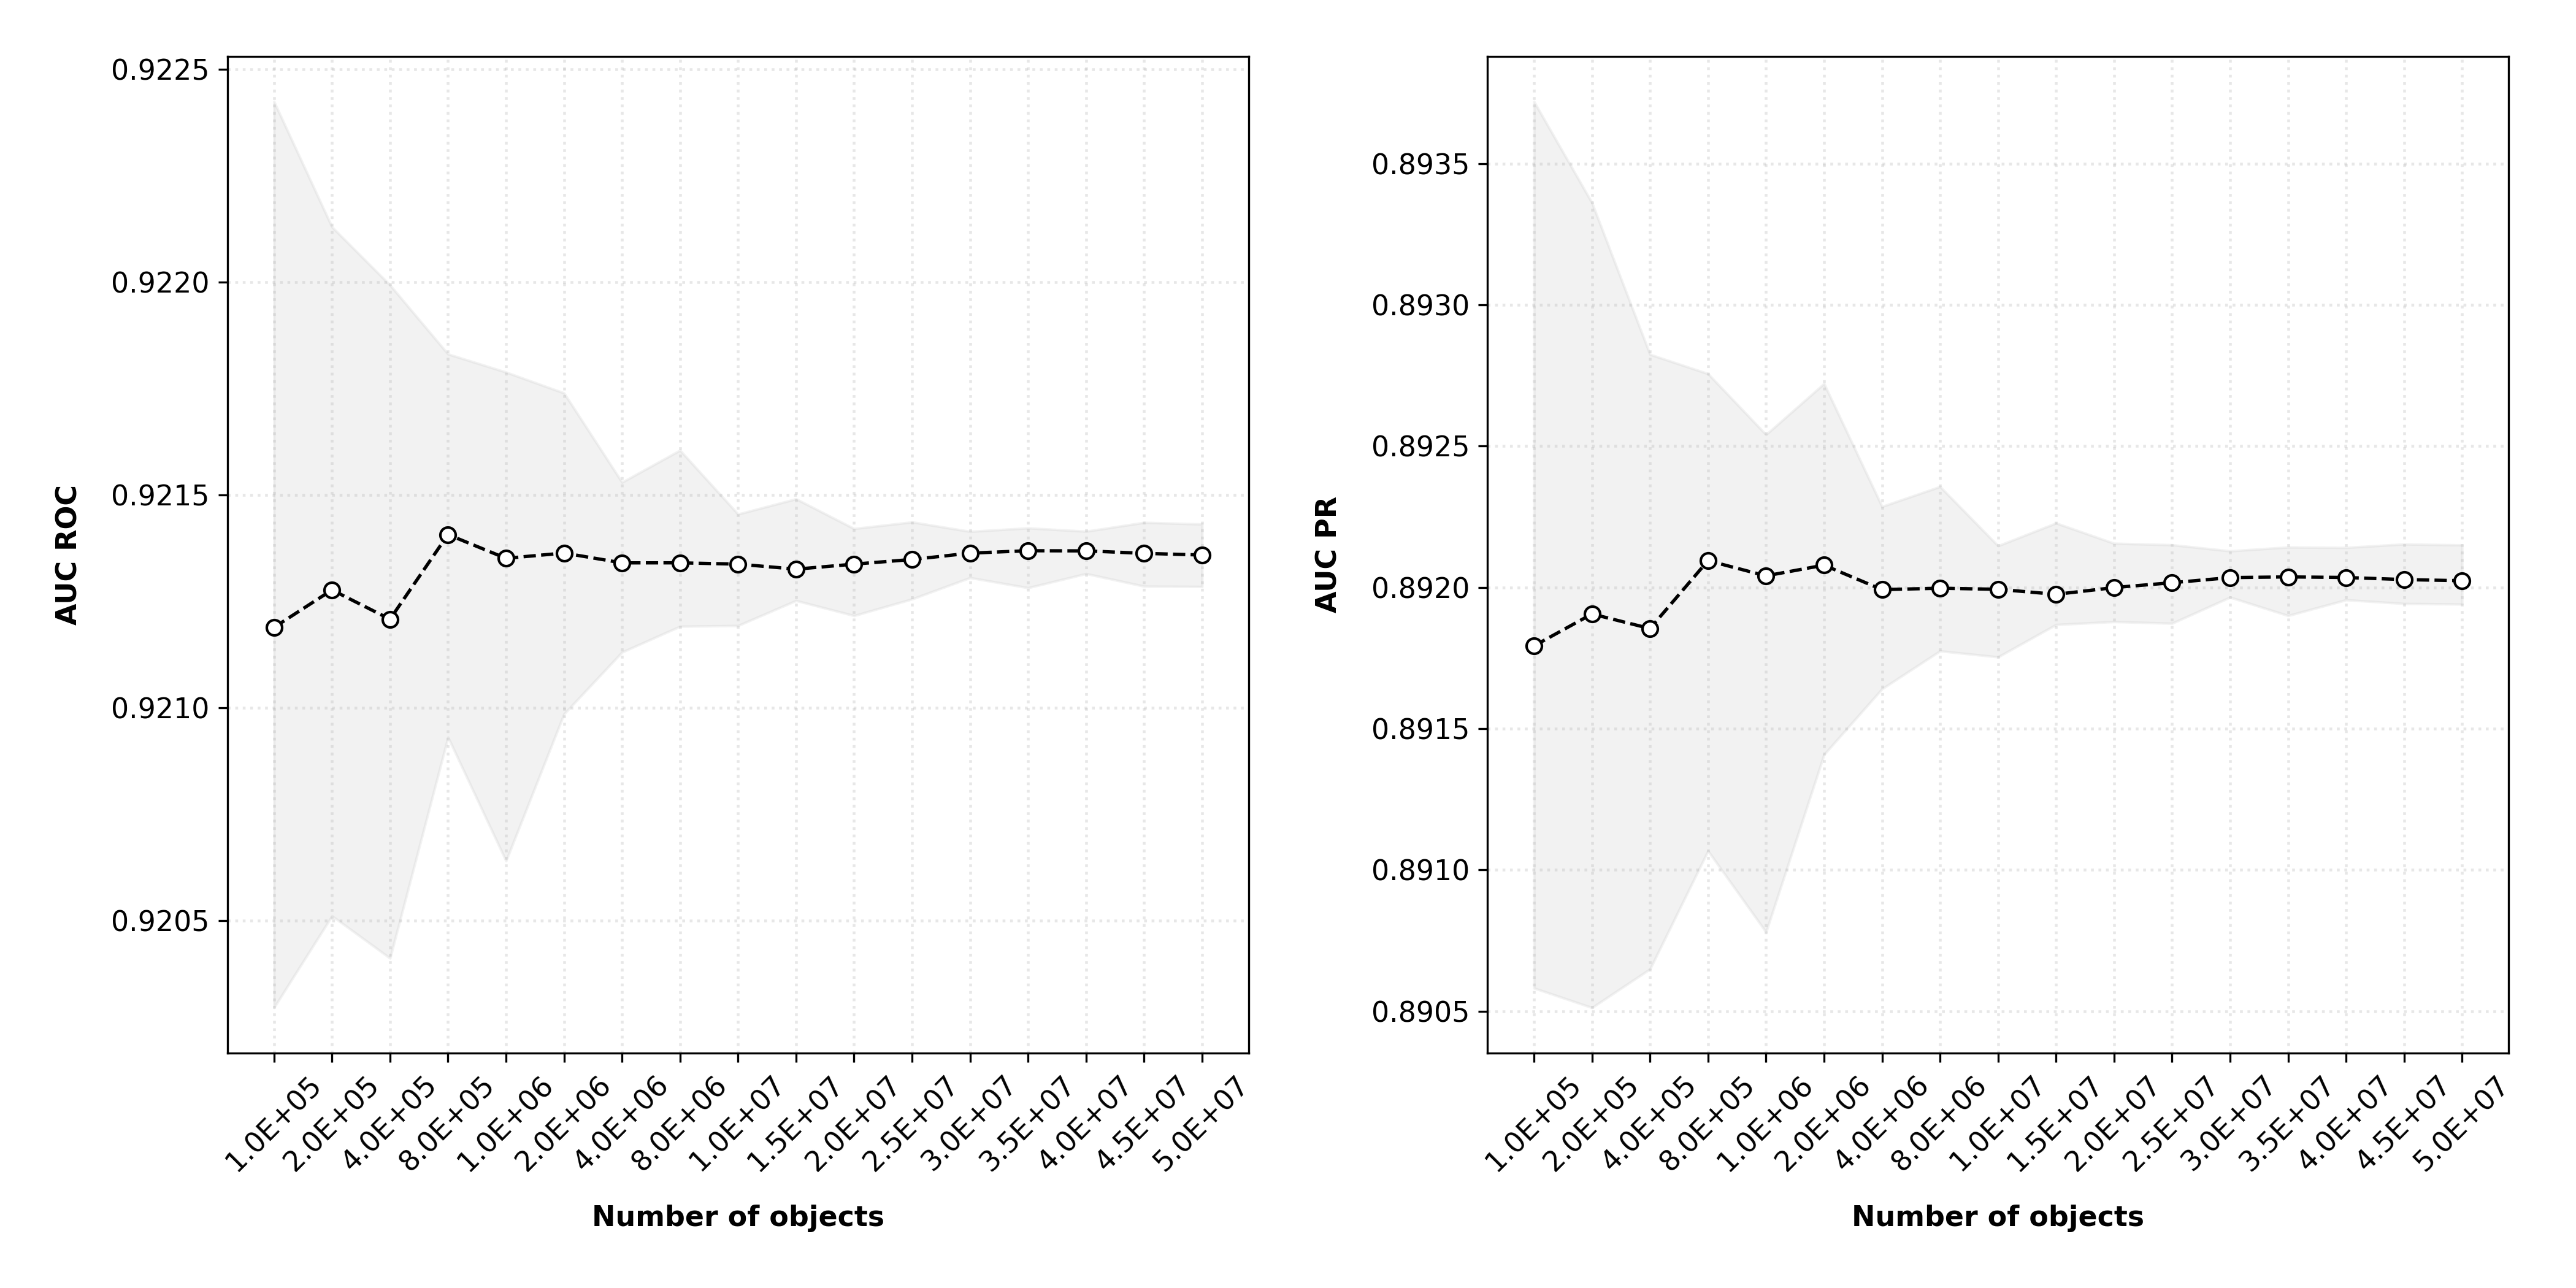 0.9225
0.9220
0.9215
0.9210
0.9205
AUC ROC
1.0E+05
2.0E+05
4.0E+05
8.0E+05
1.0E+06
2.0E+06
4.0E+06
8.0E+06
1.0E+07
1.5E+07
2.0E+07
2.5E+07
3.0E+07
3.5E+07
4.0E+07
4.5E+07
5.0E+07
Number of objects
0.8935
0.8930
0.8925
0.8920
0.8915
0.8910
0.8905
AUC PR
1.0E+05
2.0E+05
4.0E+05
8.0E+05
1.0E+06
2.0E+06
4.0E+06
8.0E+06
1.0E+07
1.5E+07
2.0E+07
2.5E+07
3.0E+07
3.5E+07
4.0E+07
4.5E+07
5.0E+07
Number of objects